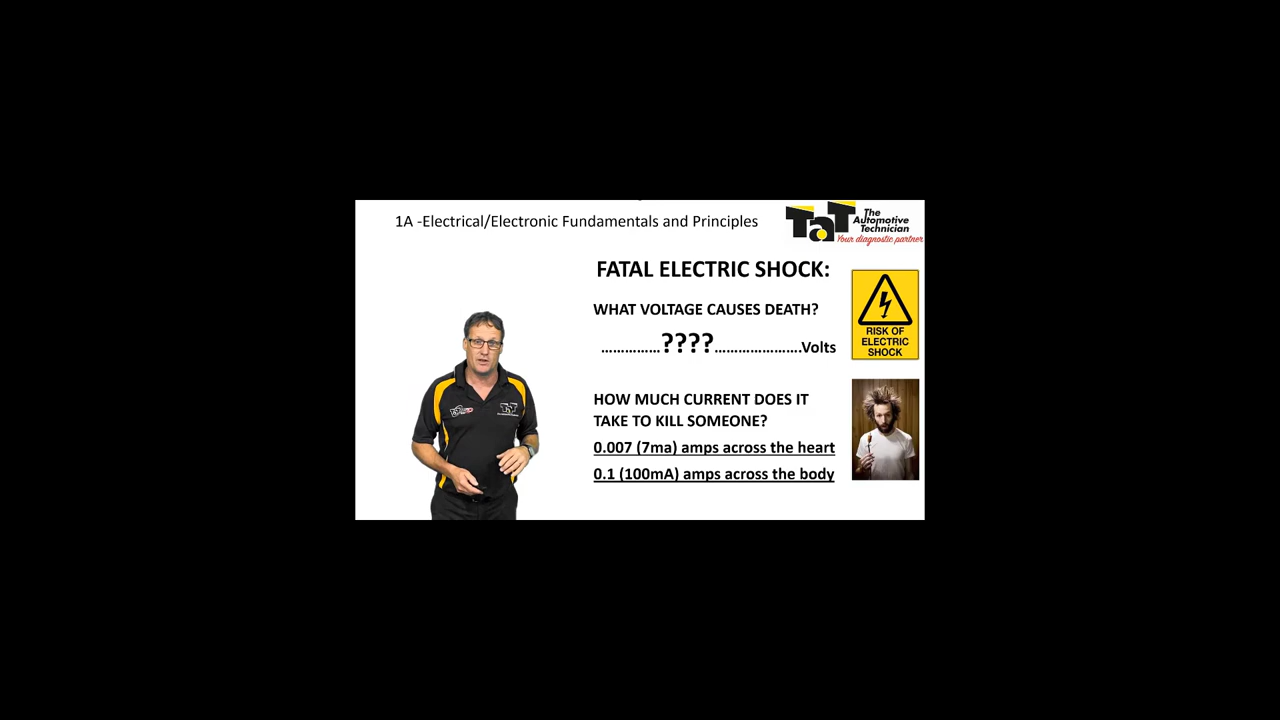 1A -Electrical/Electronic Fundamentals and Principles
TaT The Automotive Technician
Your diagnostic partner
FATAL ELECTRIC SHOCK:
WHAT VOLTAGE CAUSES DEATH?
……………????………………….Volts
RISK OF
ELECTRIC
SHOCK
HOW MUCH CURRENT DOES IT
TAKE TO KILL SOMEONE?
0.007 (7ma) amps across the heart
0.1 (100mA) amps across the body
TaT